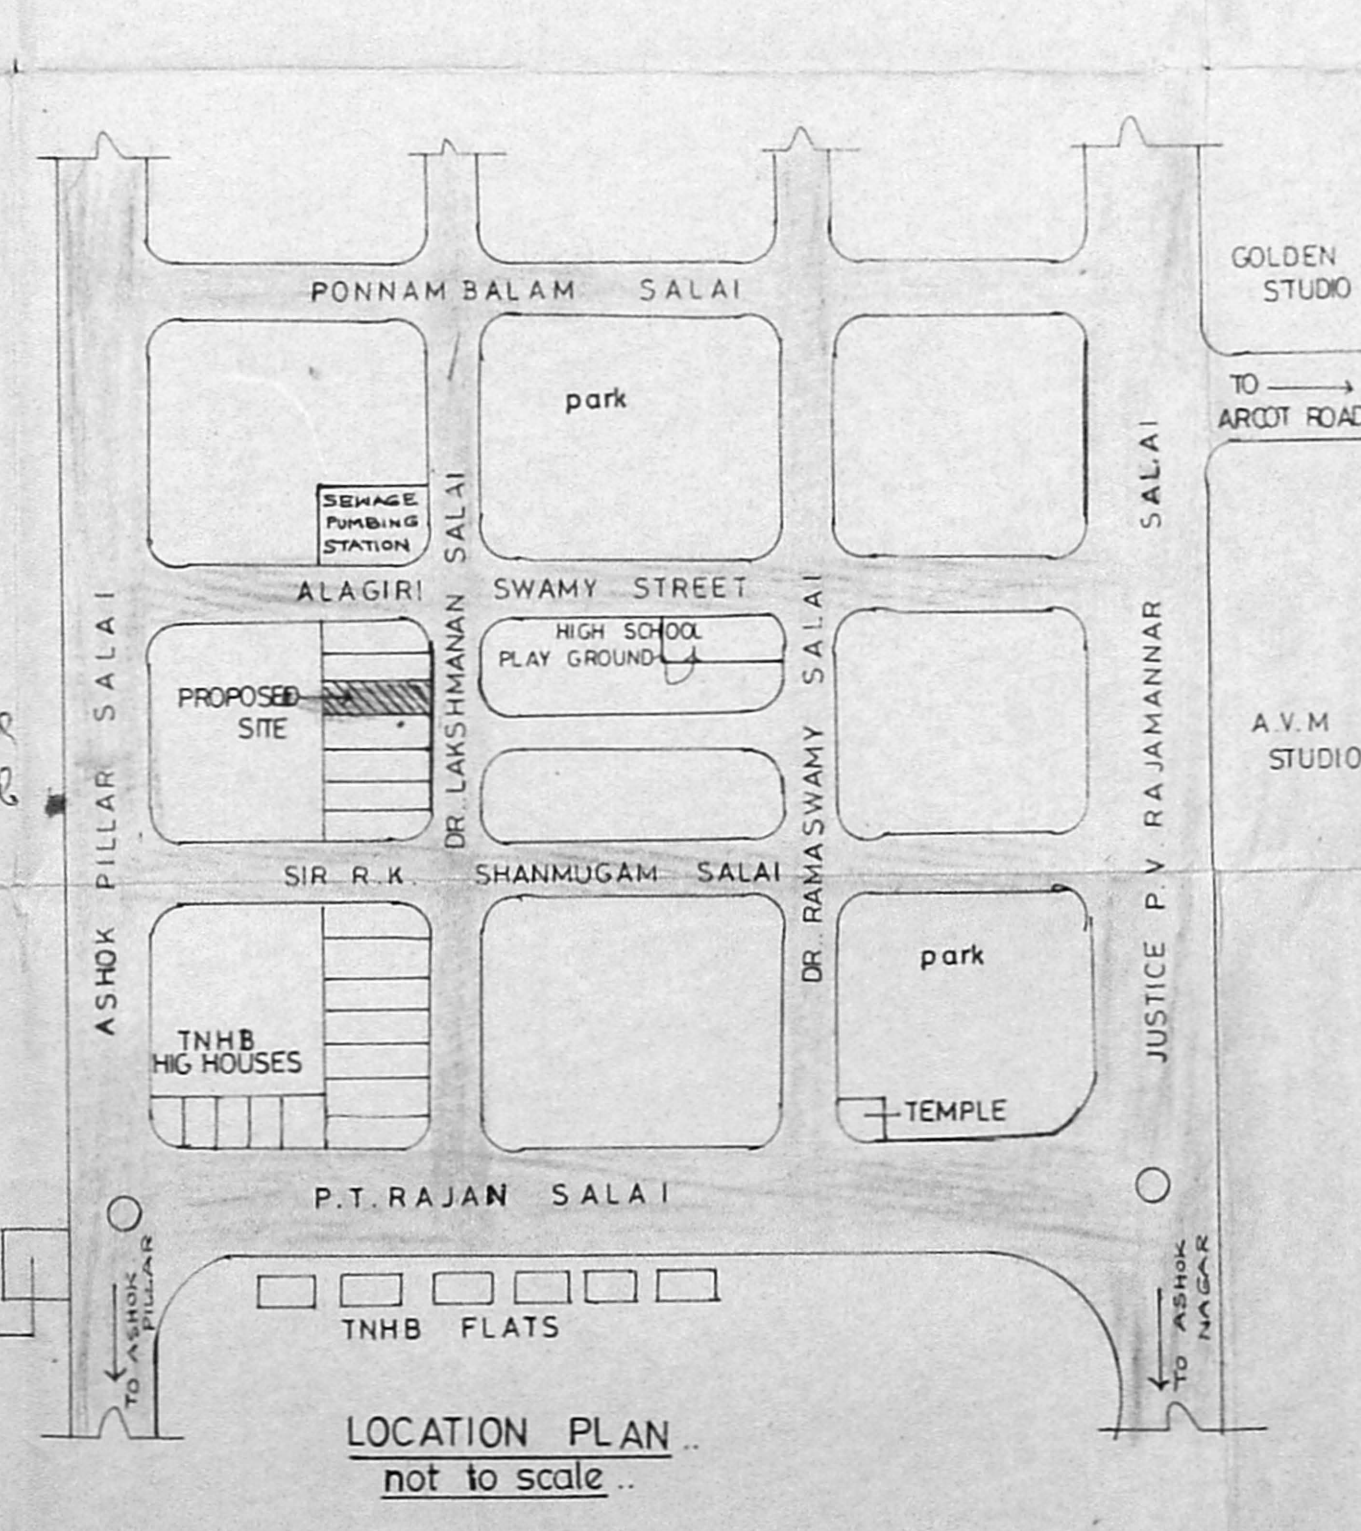 GOLDEN
STUDIO
PONNAMBALAM SALAI
TO
ARCOT ROAD
park
SEWAGE
PUMBING
STATION
ALAGIRI SWAMY STREET
HIGH SCHOOL
PLAY GROUND
PROPOSED
SITE
A.V.M
STUDIO
ASHOK PILLAR SALAI
DR. LAKSHMANAN SALAI
DR. RAMASWAMY SALAI
JUSTICE P.V. RAJAMANNAR SALAI
SIR R.K. SHANMUGAM SALAI
park
TNHB
HIG HOUSES
TEMPLE
P.T. RAJAN SALAI
TO ASHOK
PILLAR
TO ASHOK
NAGAR
TNHB FLATS
LOCATION PLAN..
not to scale..